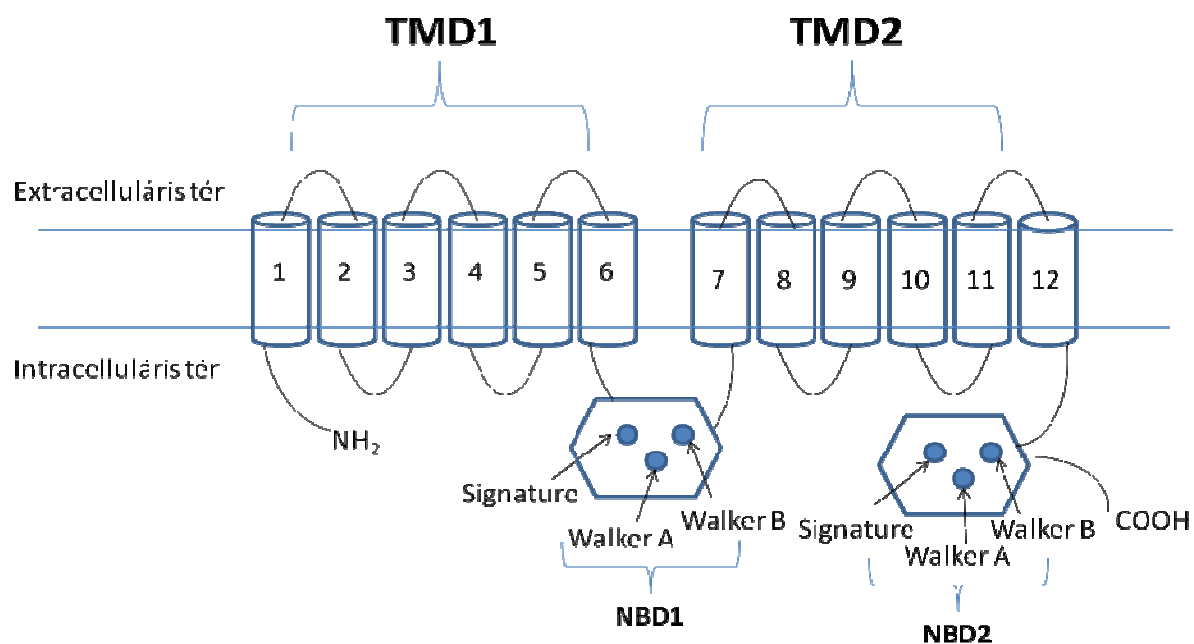 TMD1 TMD2
Extracelluláris tér
1 2 3 4 5 6 7 8 9 10 11 12
Intracelluláris tér
NH2
Signature
Walker A
Walker B
NBD1
Signature
Walker A
Walker B
COOH
NBD2